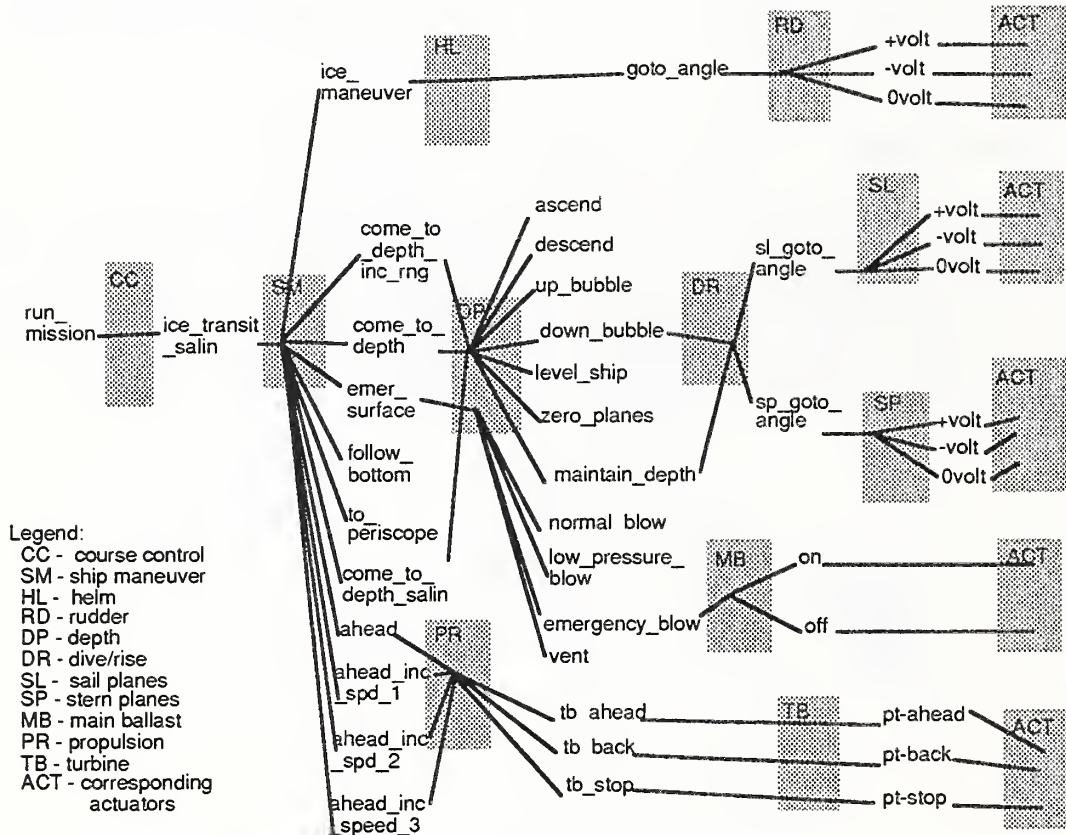 HL
RD
ACT
ice_
maneuver
goto_angle
+volt
-volt
0volt
SL
ACT
ascend
come_to
_depth_
inc_rng
descend
sl_goto_
angle
+volt
-volt
0volt
CC
SM
DP
DR
up_bubble
run_
mission
ice_transit
_salin
come_to_
depth
down_bubble
level_ship
ACT
emer_
surface
zero_planes
sp_goto_
angle
SP
+volt
-volt
0volt
follow_
bottom
maintain_depth
to_
periscope
normal blow
low_pressure_
blow
MB
on
ACT
come_to_
depth_salin
emergency_blow
off
ahead
PR
vent
ahead_inc
_spd_1
tb ahead
TB
pt-ahead
ACT
ahead_inc
_spd_2
tb back
pt-back
tb_stop
pt-stop
ahead_inc
_speed_3
Legend:
CC - course control
SM - ship maneuver
HL - helm
RD - rudder
DP - depth
DR - dive/rise
SL - sail planes
SP - stern planes
MB - main ballast
PR - propulsion
TB - turbine
ACT - corresponding
actuators